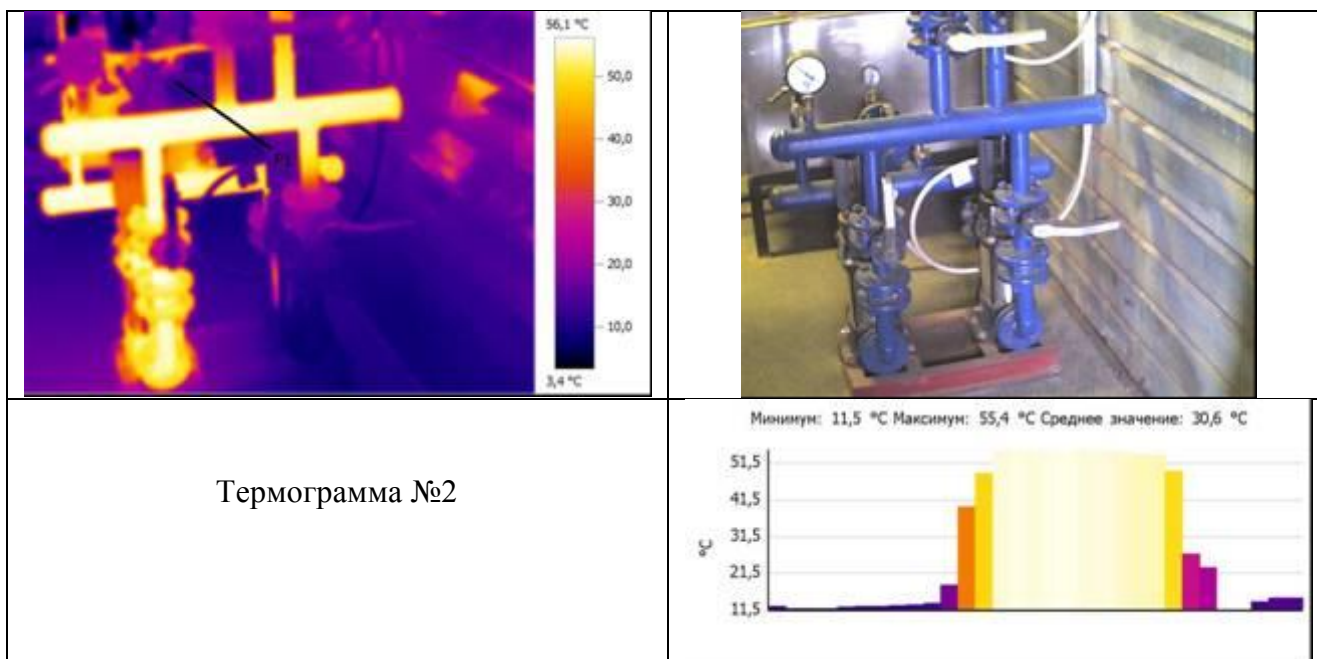 56,1 °C
50,0
40,0
P1
30,0
20,0
10,0
3,4 °C
Термограмма №2
Минимум: 11,5 °C Максимум: 55,4 °C Среднее значение: 30,6 °C
51,5
41,5
31,5
°C
21,5
11,5